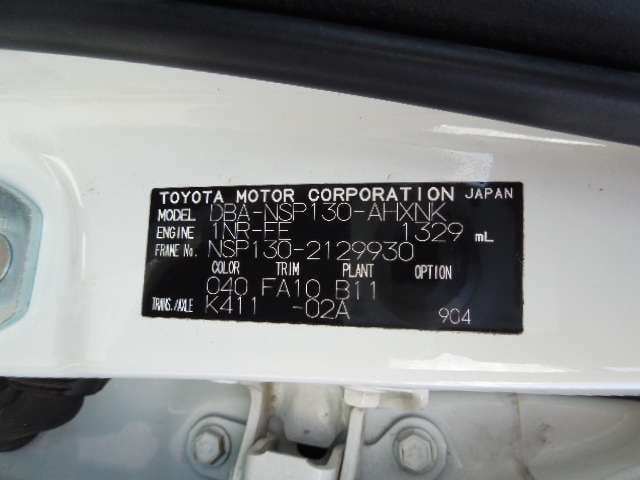 TOYOTA MOTOR CORPORATION JAPAN
MODEL DBA-NSP130-AHXNK
ENGINE 1NR-FE 1329 mL
FRAME No. NSP130-2129930
COLOR TRIM PLANT OPTION
040 FA10 B11
TRANS./AXLE K411 -02A 904